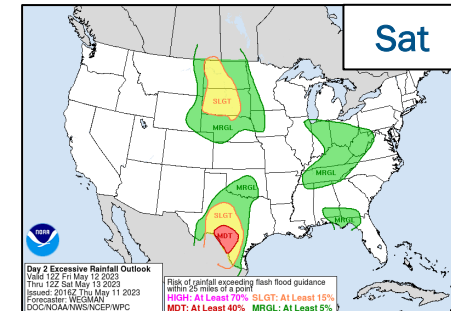 Sat
SLGT
MRGL
MRGL
MRGL
MRGL
SLGT
MDT
NOAA
Day 2 Excessive Rainfall Outlook
Valid 12Z Fri May 12 2023
Thru 12Z Sat May 13 2023
Issued: 2016Z Thu May 11 2023
Forecaster: WEGMAN
DOC/NOAA/NWS/NCEP/WPC
Risk of rainfall exceeding flash flood guidance
within 25 miles of a point
HIGH: At Least 70% SLGT: At Least 15%
MDT: At Least 40% MRGL: At Least 5%